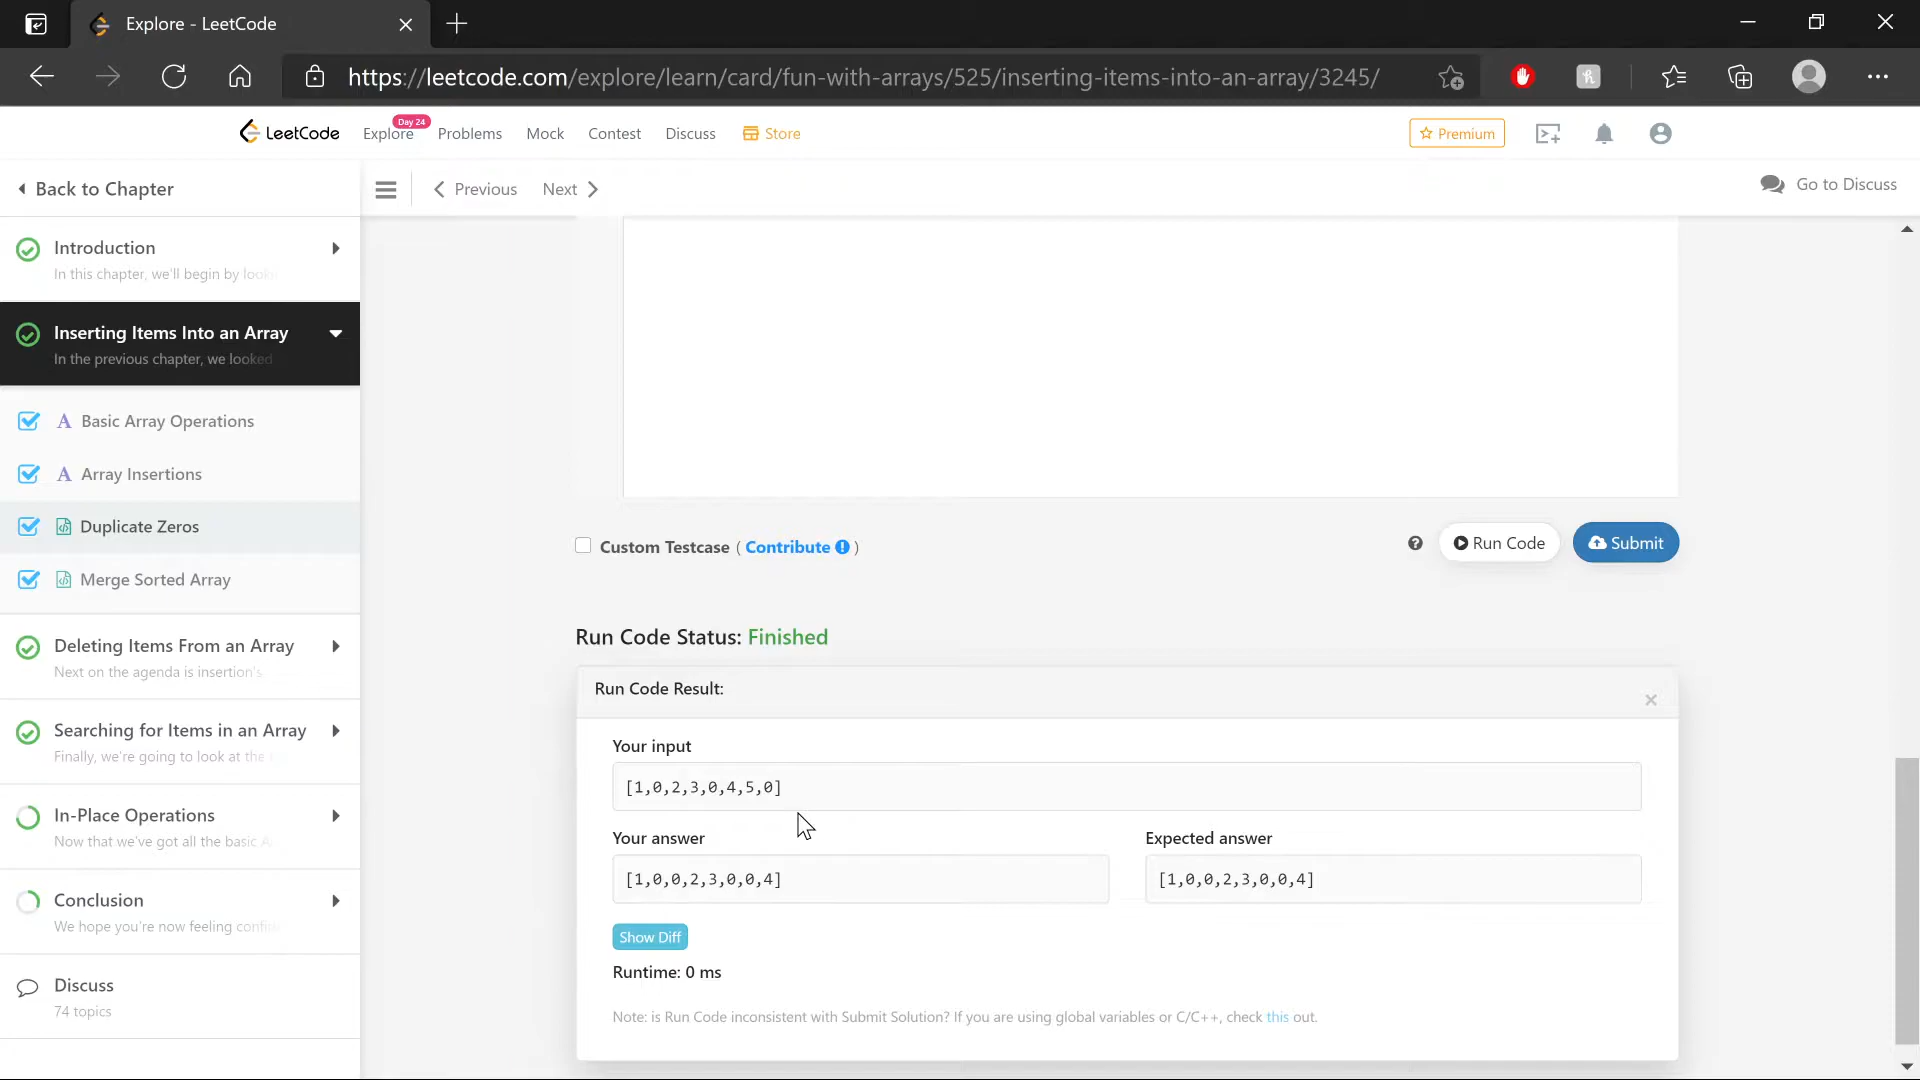 Explore - LeetCode
https://leetcode.com/explore/learn/card/fun-with-arrays/525/inserting-items-into-an-array/3245/
LeetCode
Explore
Day 24
Problems
Mock
Contest
Discuss
Store
Premium
Back to Chapter
Previous
Next
Go to Discuss
Introduction
In this chapter, we'll begin by look
Inserting Items Into an Array
In the previous chapter, we looked
A Basic Array Operations
A Array Insertions
Duplicate Zeros
Merge Sorted Array
Deleting Items From an Array
Next on the agenda is insertion's
Searching for Items in an Array
Finally, we're going to look at the
In-Place Operations
Now that we've got all the basic A
Conclusion
We hope you're now feeling
Discuss
74 topics
Custom Testcase ( Contribute )
Run Code
Submit
Run Code Status: Finished
Run Code Result:
×
Your input
[1,0,2,3,0,4,5,0]
Your answer
[1,0,0,2,3,0,0,4]
Expected answer
[1,0,0,2,3,0,0,4]
Show Diff
Runtime: 0 ms
Note: is Run Code inconsistent with Submit Solution? If you are using global variables or C/C++, check this out.